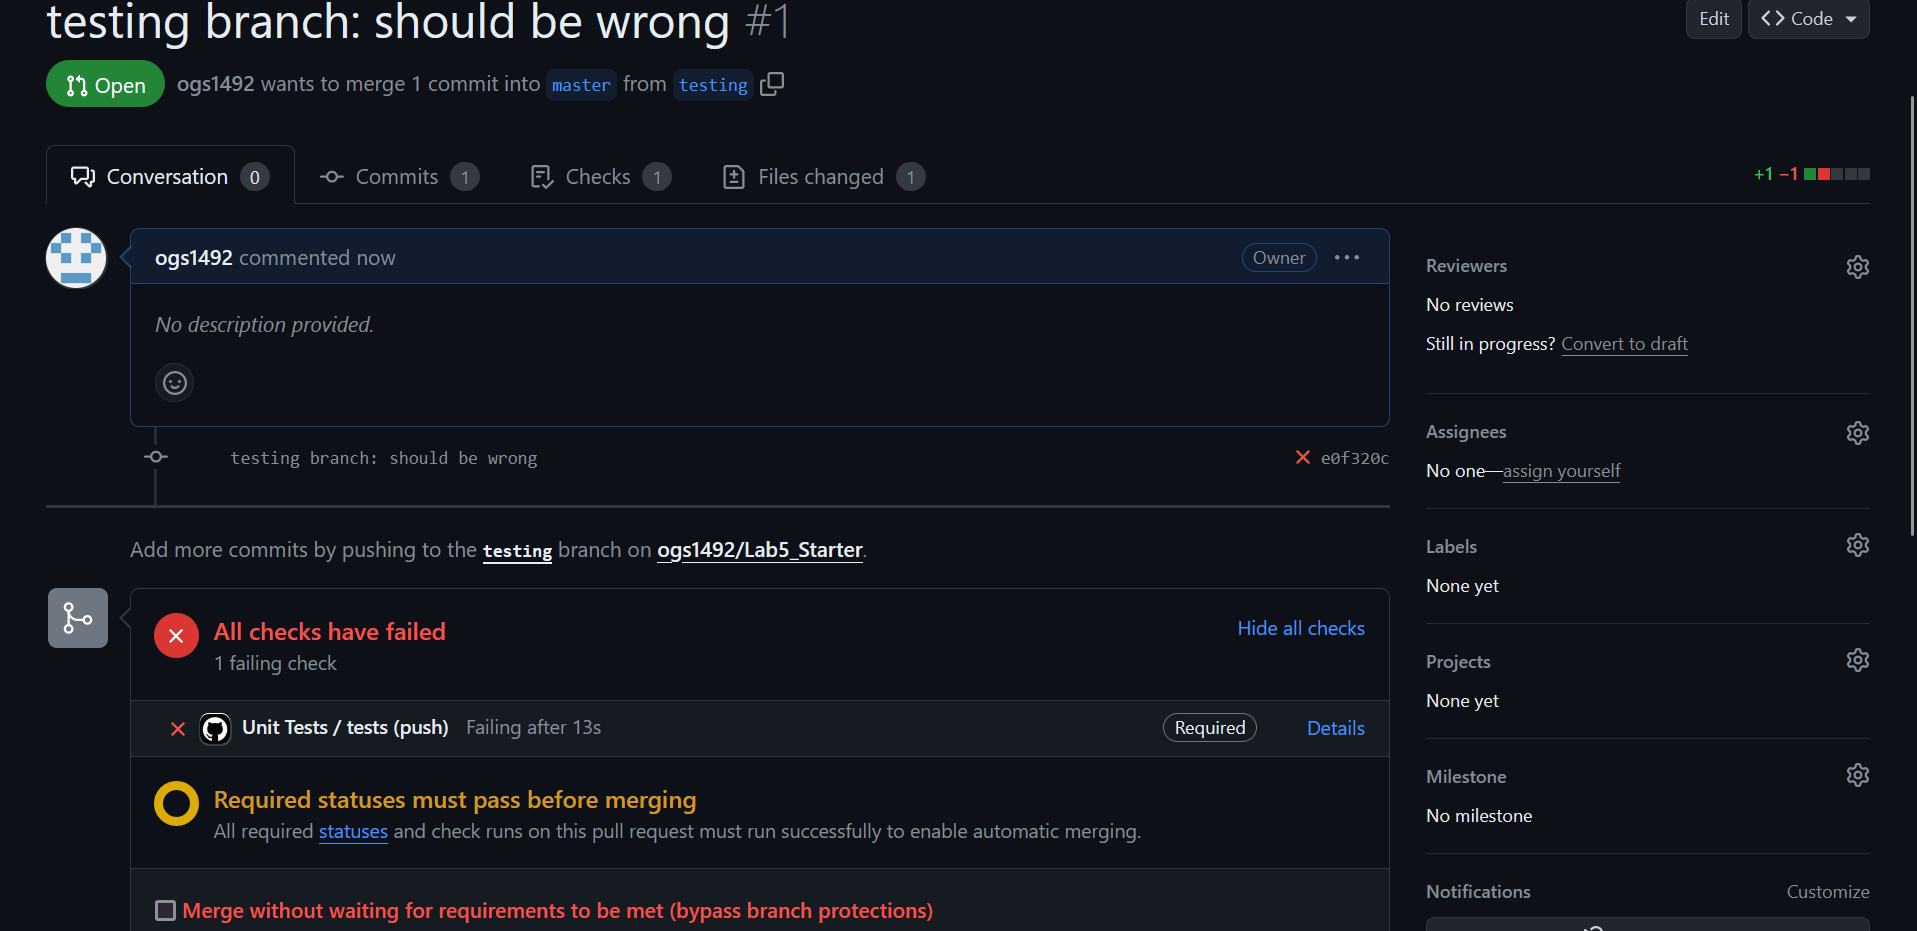 testing branch: should be wrong #1
Edit
<> Code
Open
ogs1492 wants to merge 1 commit into master from testing
Conversation 0
Commits 1
Checks 1
Files changed 1
+1 −1
ogs1492 commented now
Owner
No description provided.
testing branch: should be wrong
e0f320c
Add more commits by pushing to the testing branch on ogs1492/Lab5_Starter.
All checks have failed
1 failing check
Hide all checks
Unit Tests / tests (push) Failing after 13s
Required
Details
Required statuses must pass before merging
All required statuses and check runs on this pull request must run successfully to enable automatic merging.
Merge without waiting for requirements to be met (bypass branch protections)
Reviewers
No reviews
Still in progress? Convert to draft
Assignees
No one—assign yourself
Labels
None yet
Projects
None yet
Milestone
No milestone
Notifications
Customize